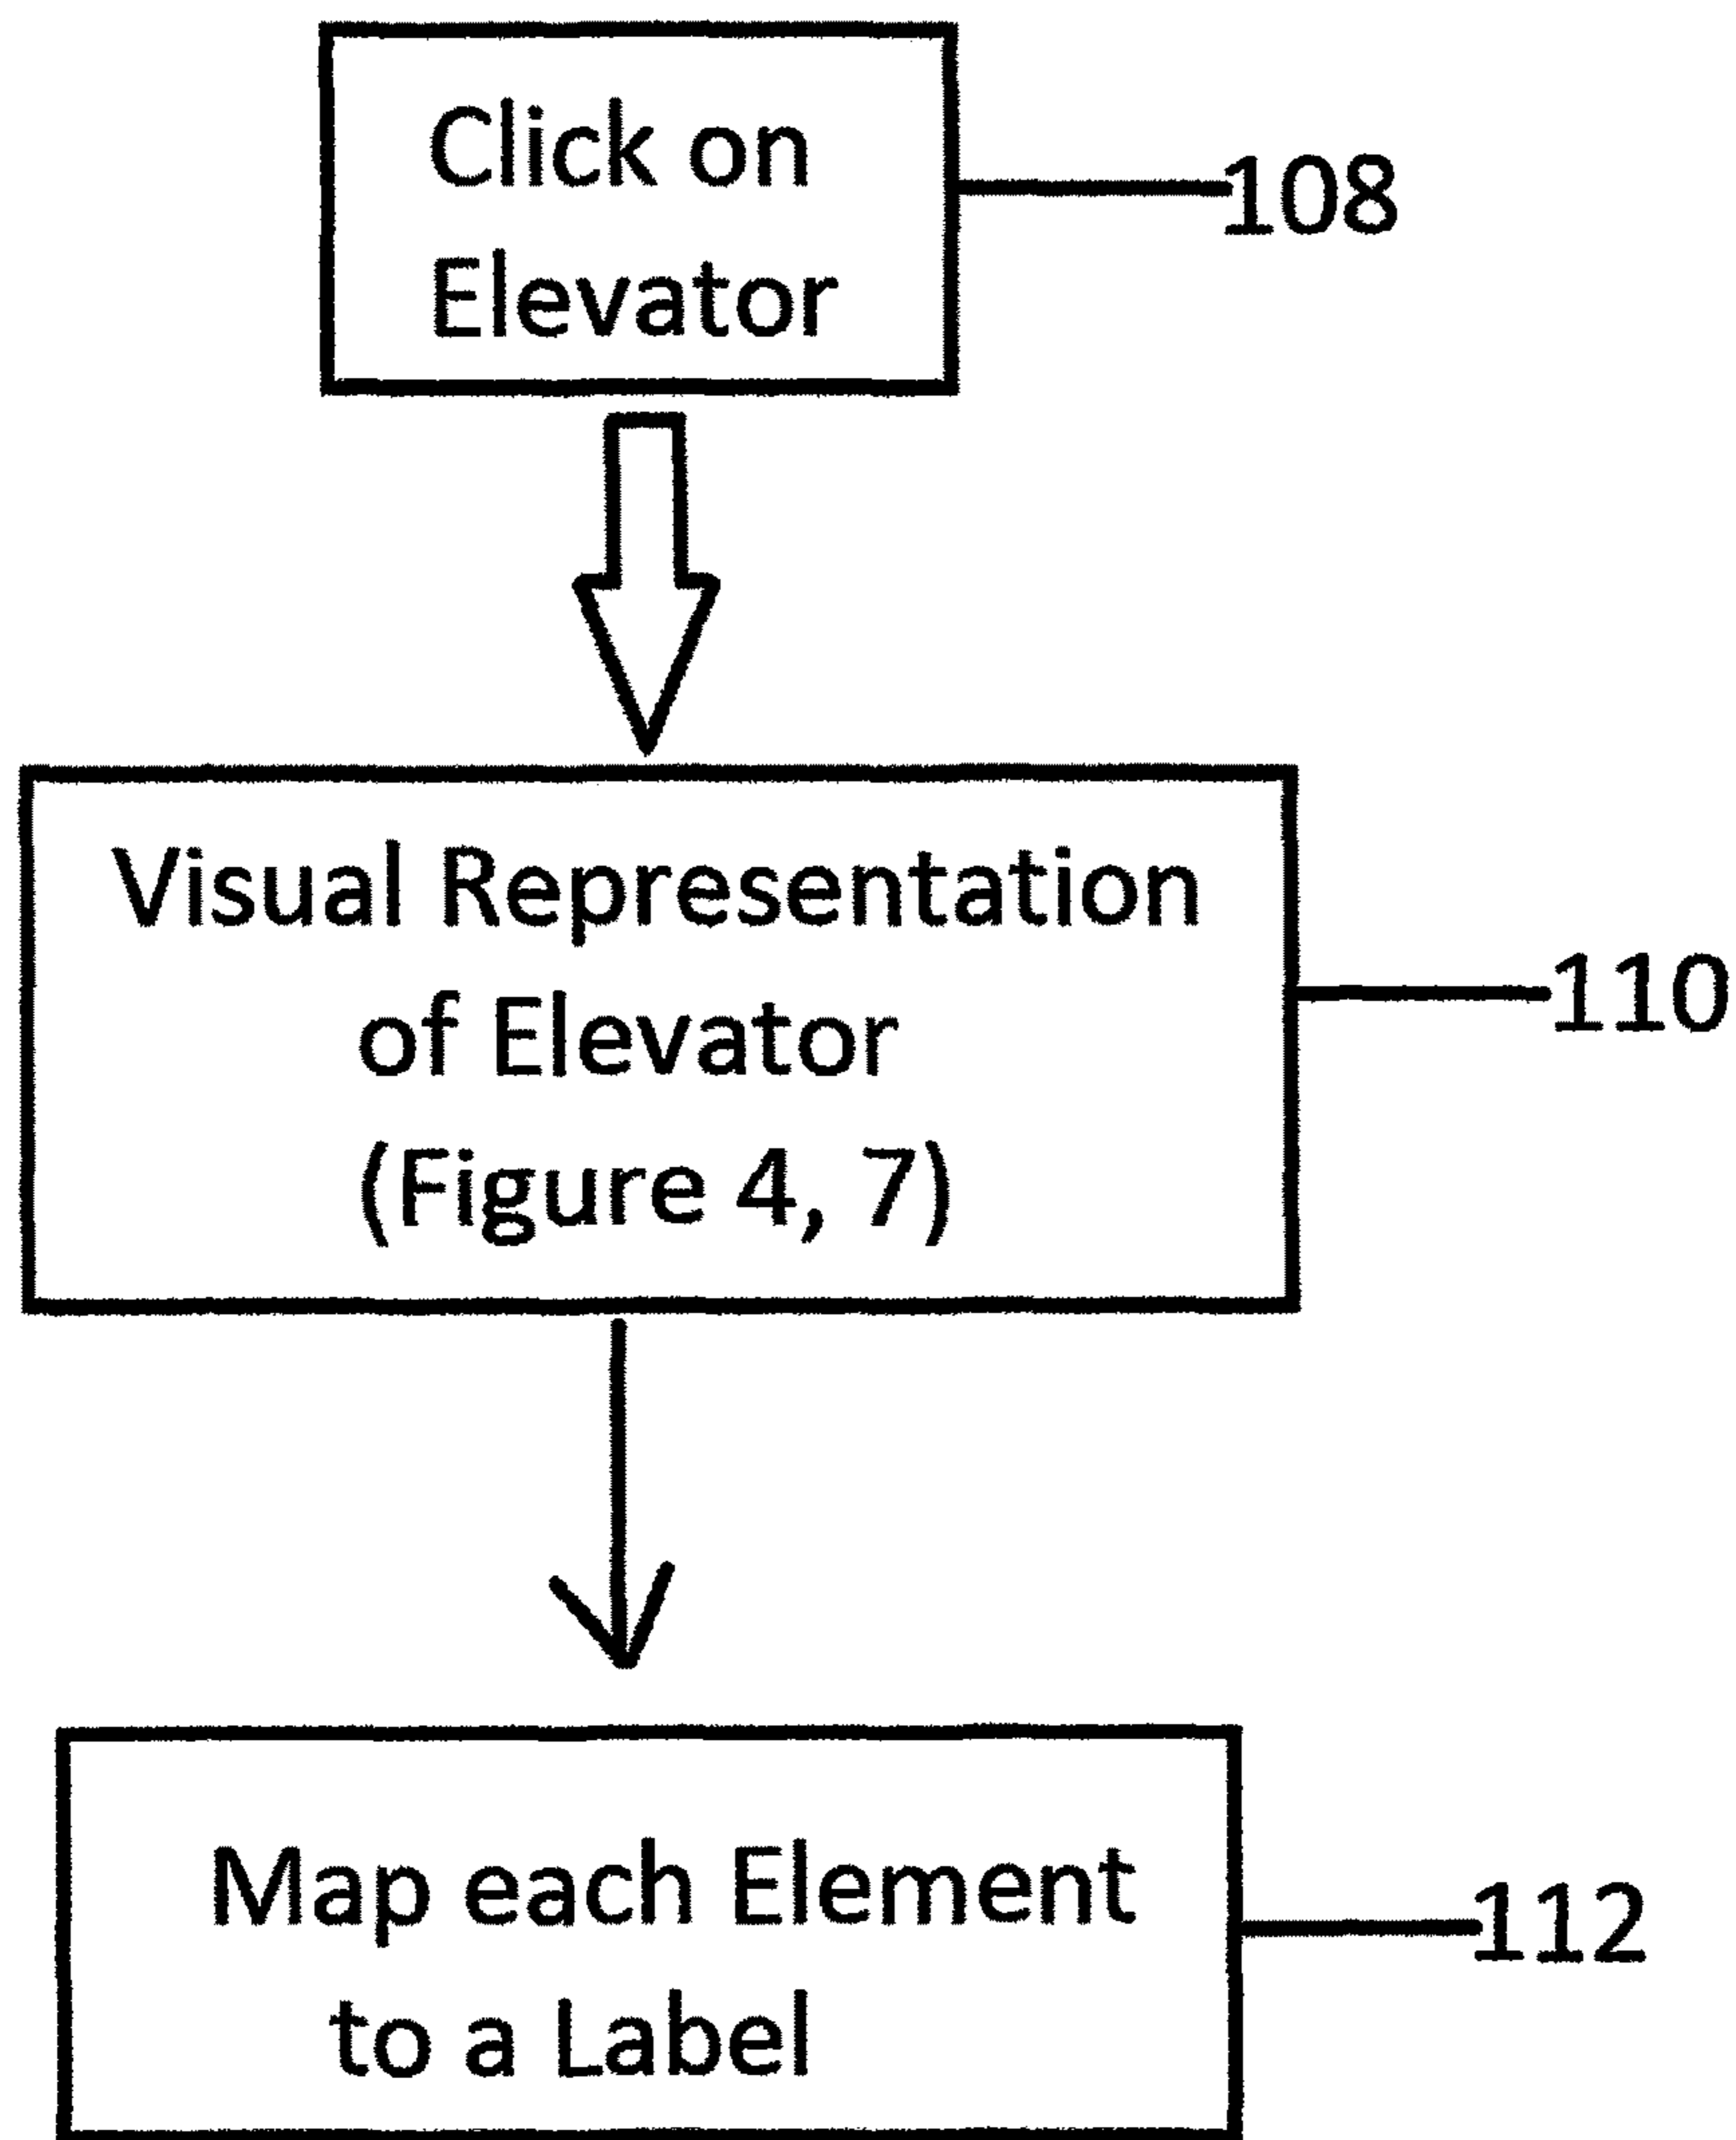 Click on
Elevator
108
Visual Representation
of Elevator
(Figure 4, 7)
110
Map each Element
to a Label
112